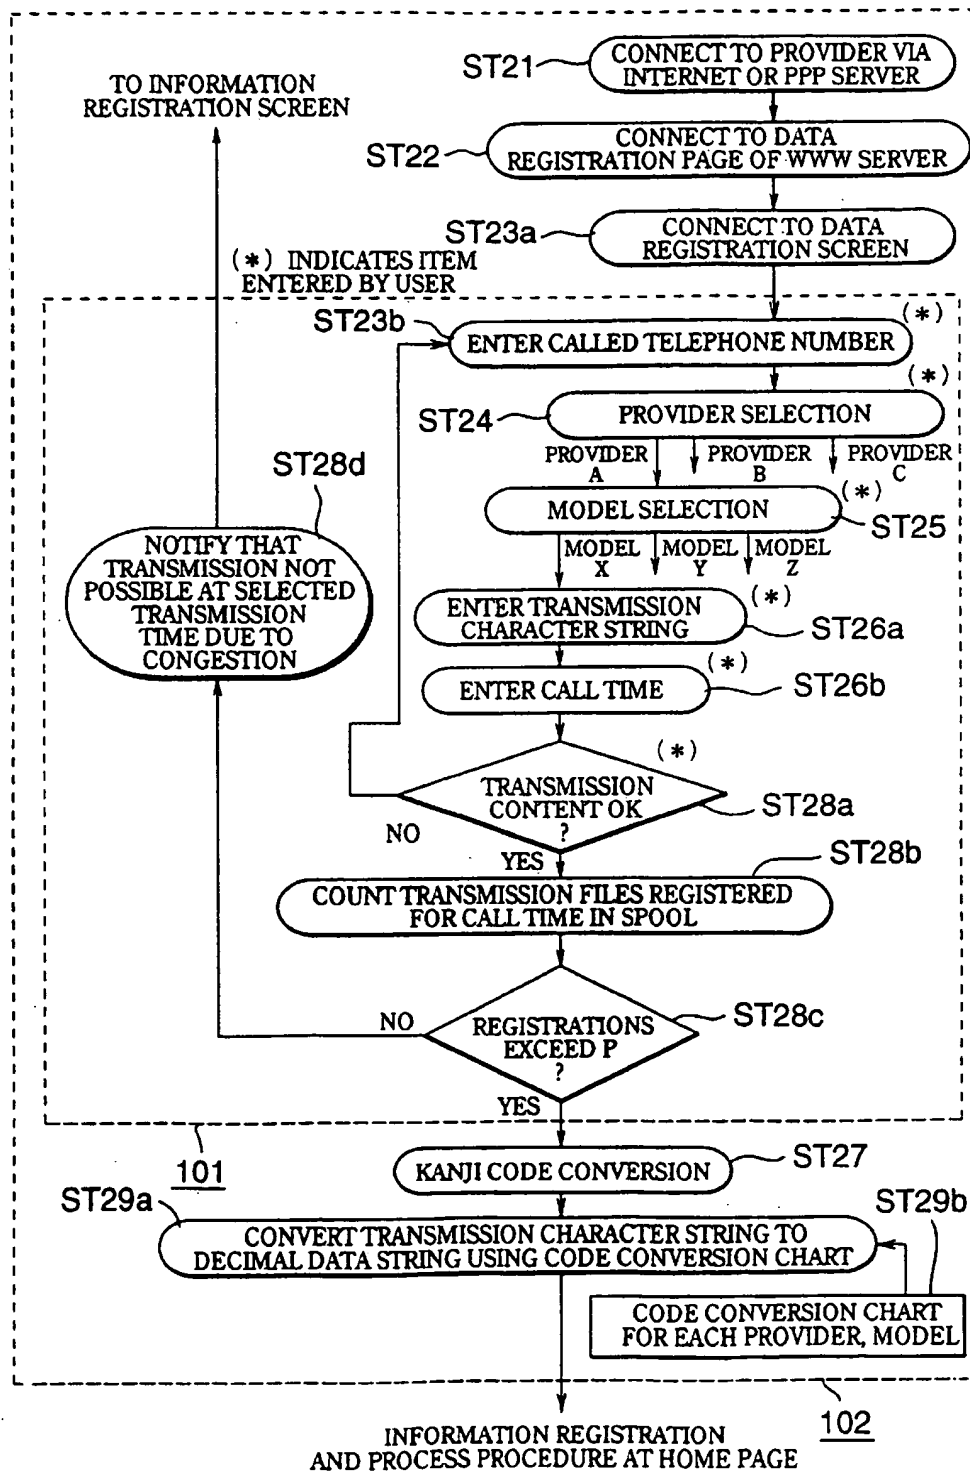 ST21
CONNECT TO PROVIDER VIA
INTERNET OR PPP SERVER
TO INFORMATION
REGISTRATION SCREEN
ST22
CONNECT TO DATA
REGISTRATION PAGE OF WWW SERVER
ST23a
CONNECT TO DATA
REGISTRATION SCREEN
(*) INDICATES ITEM
ENTERED BY USER
ST23b
(*)
ENTER CALLED TELEPHONE NUMBER
(*)
ST24
PROVIDER SELECTION
PROVIDER
A
PROVIDER
B
PROVIDER
C
ST28d
(*)
MODEL SELECTION
ST25
MODEL
X
MODEL
Y
MODEL
Z
NOTIFY THAT
TRANSMISSION NOT
POSSIBLE AT SELECTED
TRANSMISSION
TIME DUE TO
CONGESTION
(*)
ENTER TRANSMISSION
CHARACTER STRING
ST26a
(*)
ENTER CALL TIME
ST26b
(*)
TRANSMISSION
CONTENT OK
?
ST28a
NO
YES
ST28b
COUNT TRANSMISSION FILES REGISTERED
FOR CALL TIME IN SPOOL
NO
REGISTRATIONS
EXCEED P
?
ST28c
YES
101
KANJI CODE CONVERSION
ST27
ST29a
ST29b
CONVERT TRANSMISSION CHARACTER STRING TO
DECIMAL DATA STRING USING CODE CONVERSION CHART
CODE CONVERSION CHART
FOR EACH PROVIDER, MODEL
102
INFORMATION REGISTRATION
AND PROCESS PROCEDURE AT HOME PAGE